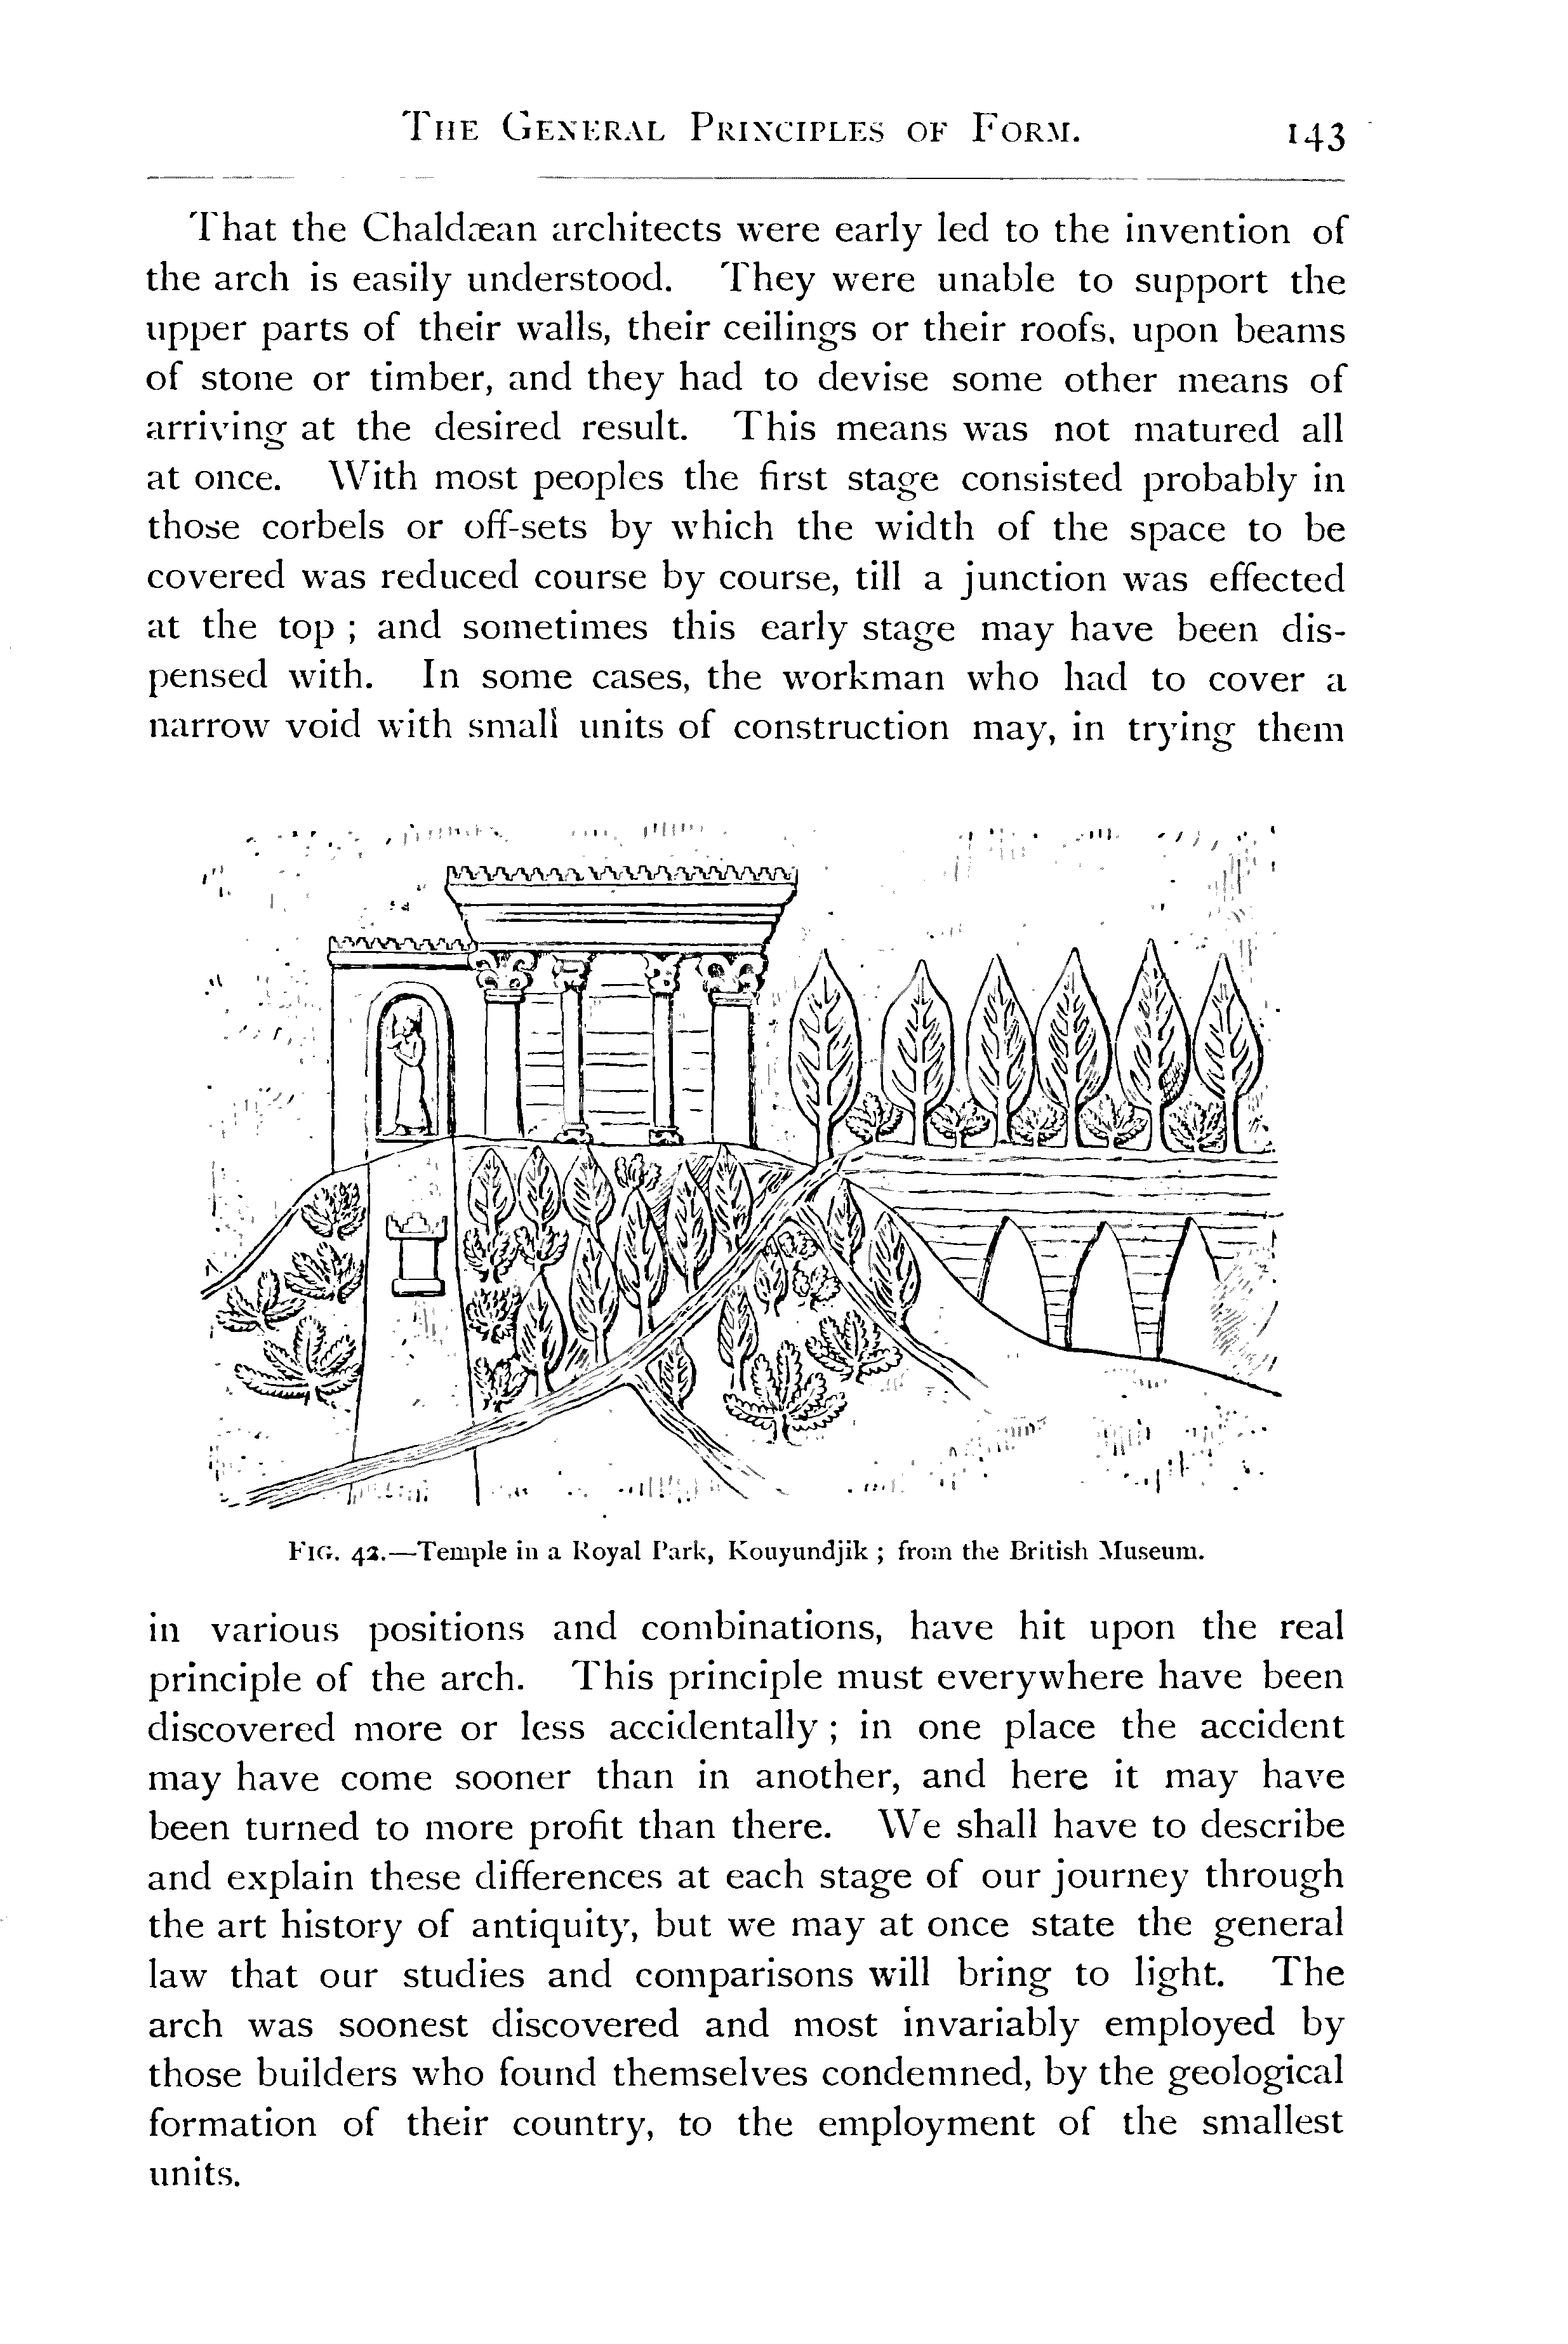 The General Principles of Form. 143
That the Chaldæan architects were early led to the invention of
the arch is easily understood. They were unable to support the
upper parts of their walls, their ceilings or their roofs, upon beams
of stone or timber, and they had to devise some other means of
arriving at the desired result. This means was not matured all
at once. With most peoples the first stage consisted probably in
those corbels or off-sets by which the width of the space to be
covered was reduced course by course, till a junction was effected
at the top ; and sometimes this early stage may have been dis-
pensed with. In some cases, the workman who had to cover a
narrow void with small units of construction may, in trying them
Fig. 42.—Temple in a Royal Park, Kouyundjik ; from the British Museum.
in various positions and combinations, have hit upon the real
principle of the arch. This principle must everywhere have been
discovered more or less accidentally ; in one place the accident
may have come sooner than in another, and here it may have
been turned to more profit than there. We shall have to describe
and explain these differences at each stage of our journey through
the art history of antiquity, but we may at once state the general
law that our studies and comparisons will bring to light. The
arch was soonest discovered and most invariably employed by
those builders who found themselves condemned, by the geological
formation of their country, to the employment of the smallest
units.